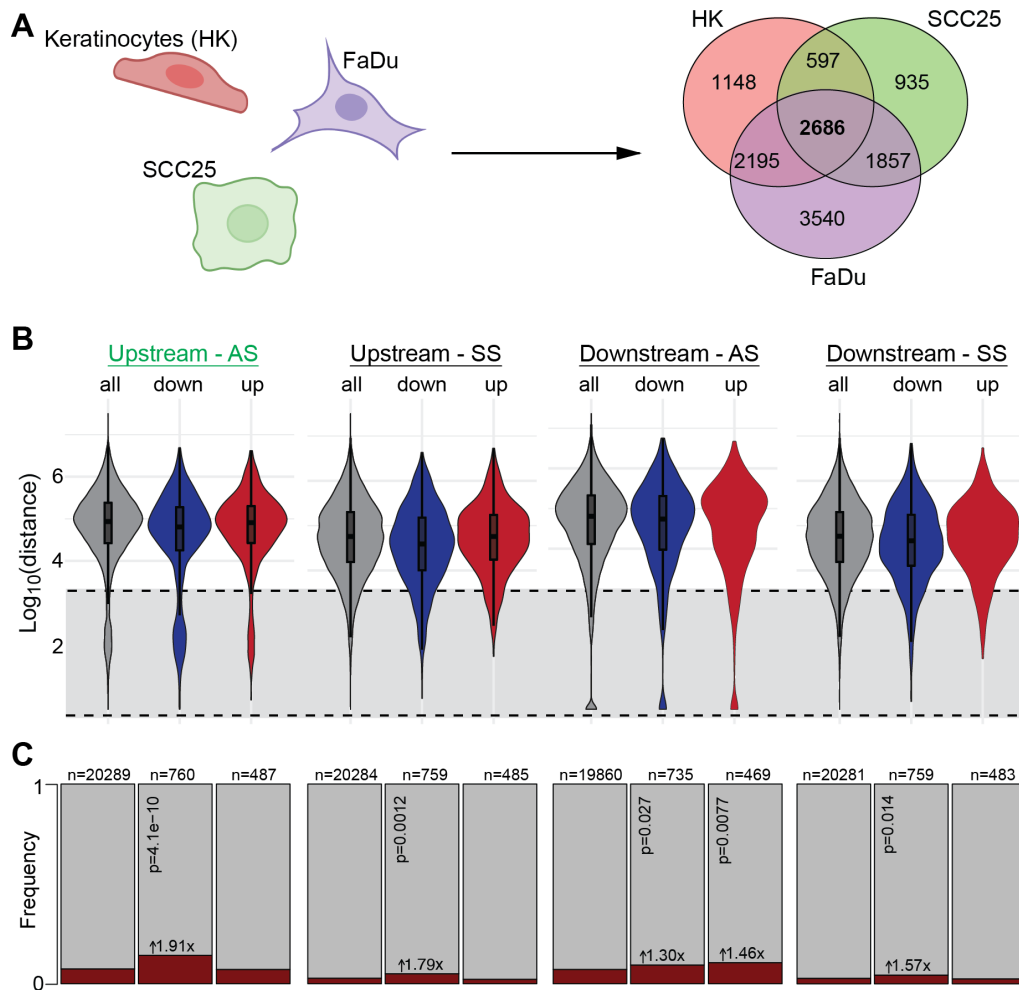 A
Keratinocytes (HK)
FaDu
SCC25
HK
SCC25
597
1148
935
2686
2195
1857
3540
FaDu
B
Upstream - AS
Upstream - SS
Downstream - AS
Downstream - SS
all down up
all down up
all down up
all down up
Log10(distance)
6
4
2
C
n=20289 n=760 n=487
n=20284 n=759 n=485
n=19860 n=735 n=469
n=20281 n=759 n=483
Frequency
1
0
p=4.1e−10
↑1.91x
p=0.0012
↑1.79x
p=0.027
↑1.30x
p=0.0077
↑1.46x
p=0.014
↑1.57x